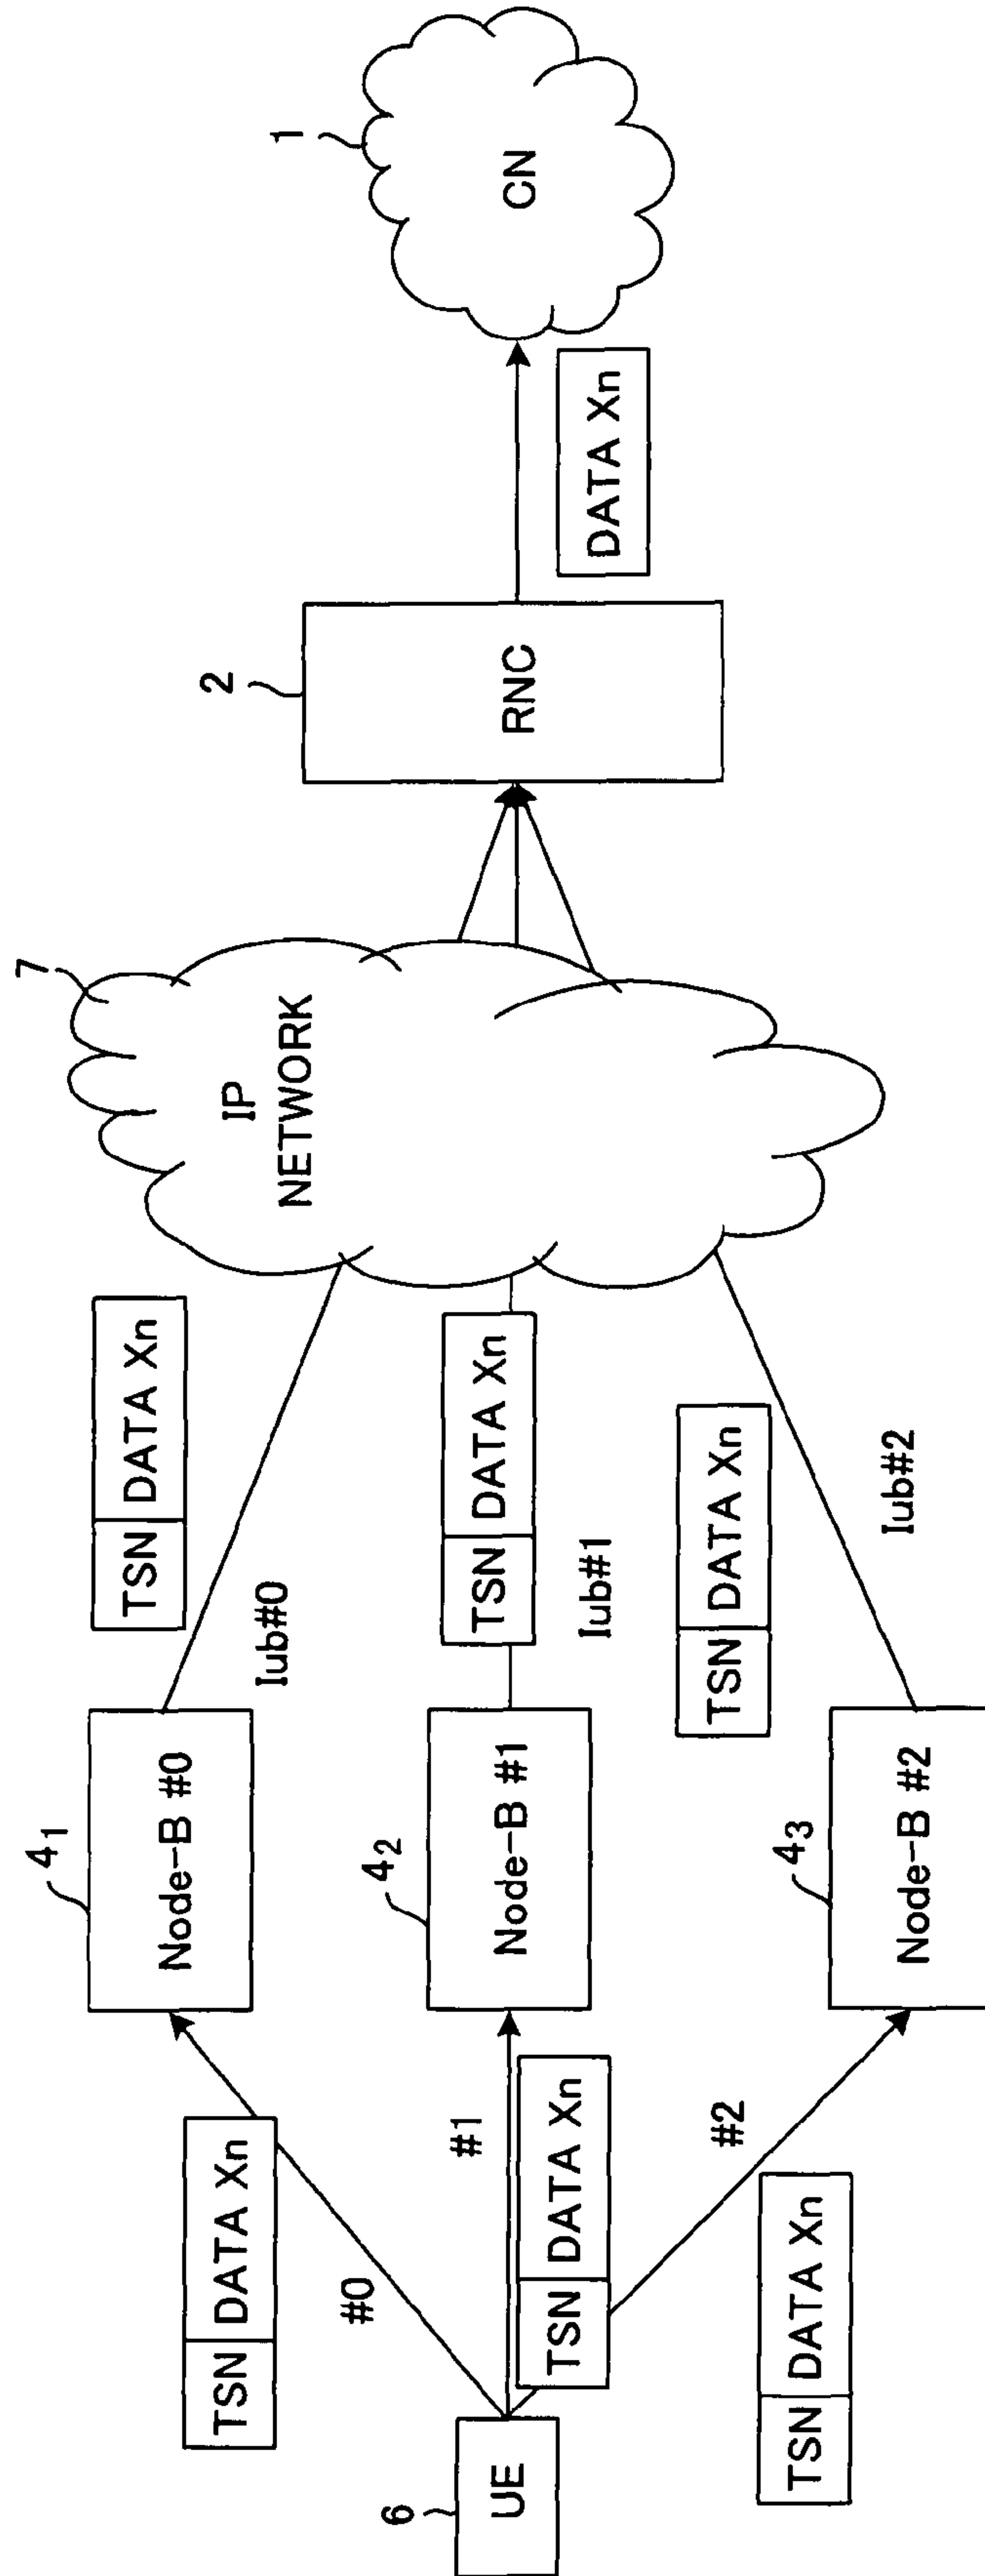 6
UE
#0
#1
#2
TSN DATA Xn
TSN DATA Xn
TSN DATA Xn
4₁
Node-B #0
4₂
Node-B #1
4₃
Node-B #2
TSN DATA Xn
Iub#0
TSN DATA Xn
Iub#1
TSN DATA Xn
Iub#2
7
IP
NETWORK
2
RNC
DATA Xn
1
CN